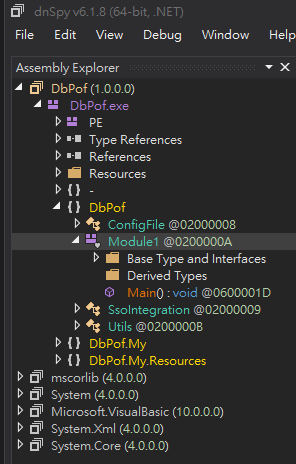 dnSpy v6.1.8 (64-bit, .NET)
File Edit View Debug Window Help
Assembly Explorer
DbPof (1.0.0.0)
DbPof.exe
PE
Type References
References
Resources
{ } -
{ } DbPof
ConfigFile @02000008
Module1 @0200000A
Base Type and Interfaces
Derived Types
Main() : void @0600001D
SsoIntegration @02000009
Utils @0200000B
{ } DbPof.My
{ } DbPof.My.Resources
mscorlib (4.0.0.0)
System (4.0.0.0)
Microsoft.VisualBasic (10.0.0.0)
System.Xml (4.0.0.0)
System.Core (4.0.0.0)